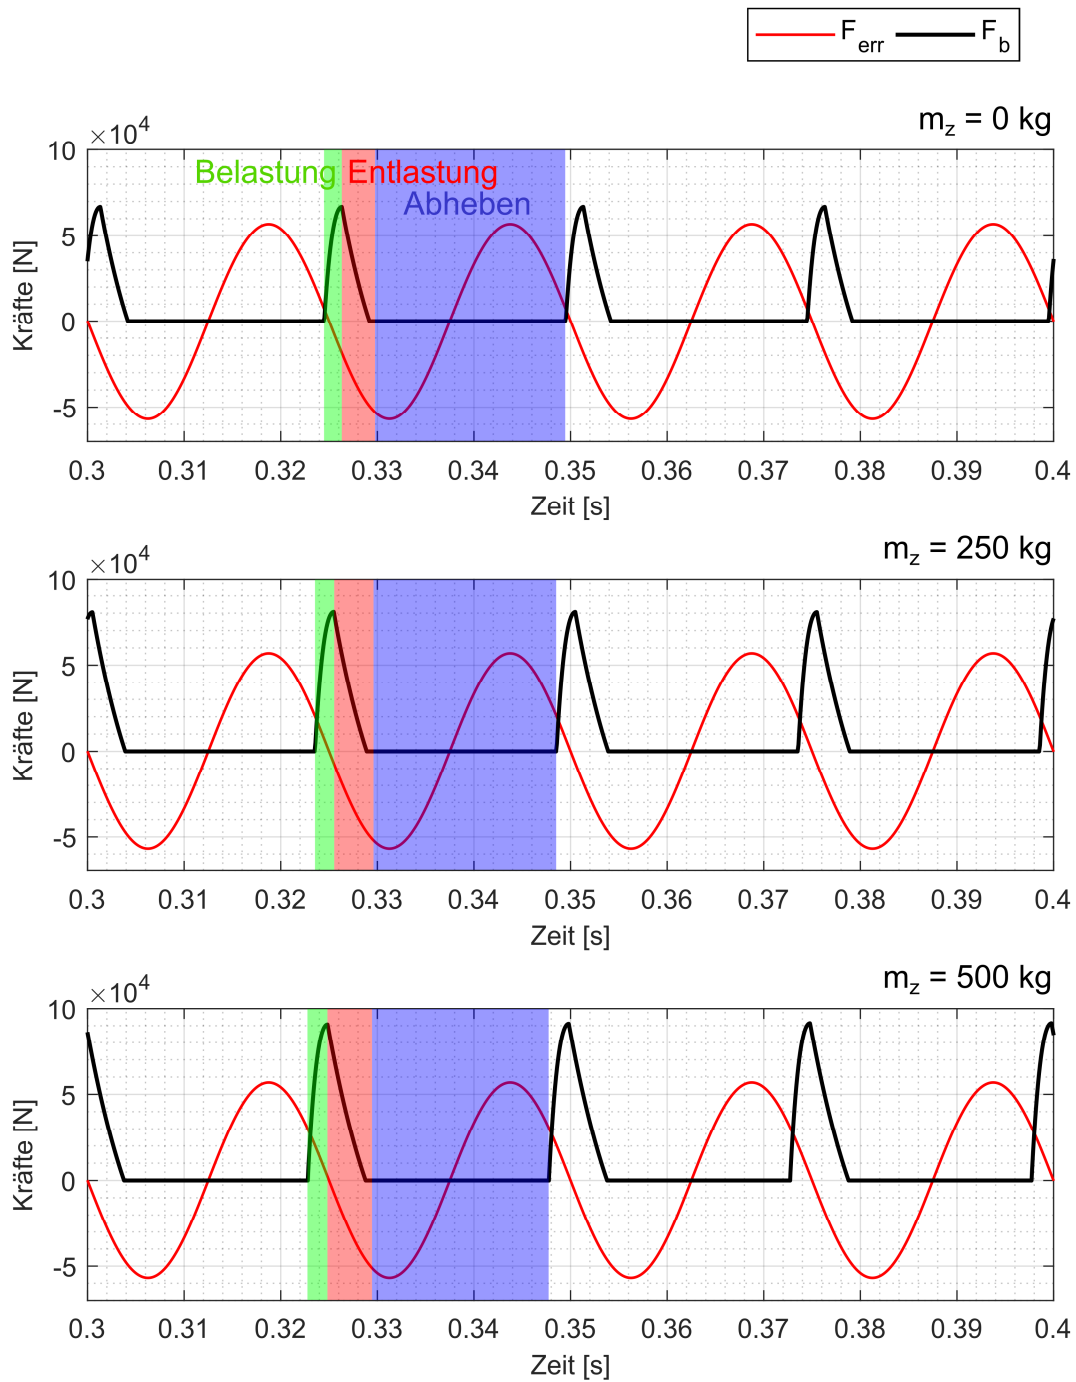 F_err F_b
m_z = 0 kg
×10^4
Belastung Entlastung
Abheben
10
5
0
-5
Kräfte [N]
0.3 0.31 0.32 0.33 0.34 0.35 0.36 0.37 0.38 0.39 0.4
Zeit [s]
m_z = 250 kg
×10^4
10
5
0
-5
Kräfte [N]
0.3 0.31 0.32 0.33 0.34 0.35 0.36 0.37 0.38 0.39 0.4
Zeit [s]
m_z = 500 kg
×10^4
10
5
0
-5
Kräfte [N]
0.3 0.31 0.32 0.33 0.34 0.35 0.36 0.37 0.38 0.39 0.4
Zeit [s]